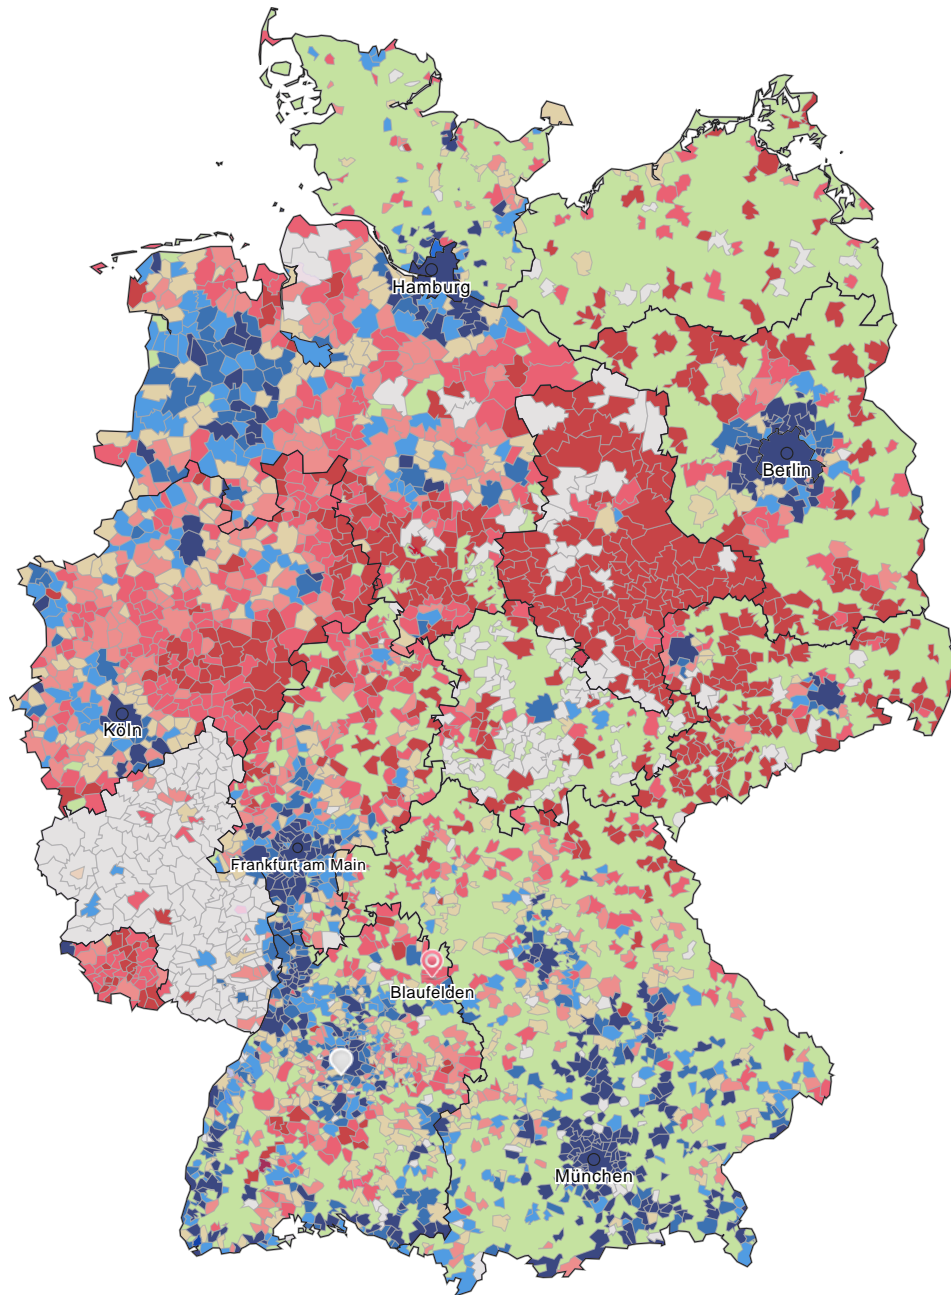 Hamburg
Berlin
Köln
Frankfurt am Main
Blaufelden
München